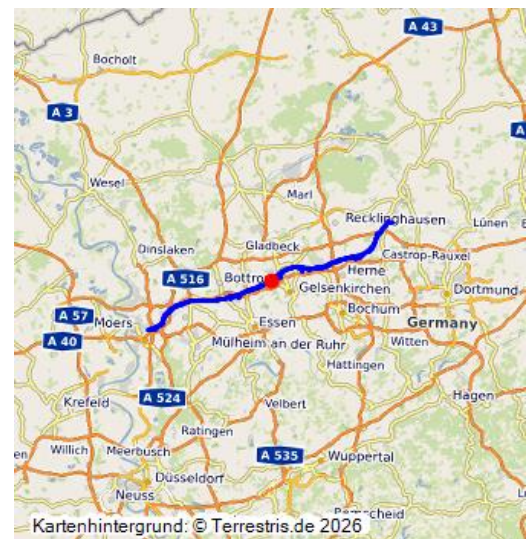 A 43
Bocholt
A 3
A
Wesel
Marl
Recklinghausen
Lünen
Dinslaken
Gladbeck
Castrop-Rauxel
A 516
Bottro
Herne
Gelsenkirchen
Dortmund
A 57
Moers
Essen
Bochum
Germany
A 40
Mülheim an der Ruhr
Witten
Hattingen
Krefeld
A 524
Velbert
Hagen
Ratingen
Willich
Meerbusch
A 535
Wuppertal
Düsseldorf
Neuss
Remscheid
Kartenhintergrund: © Terrestris.de 2026